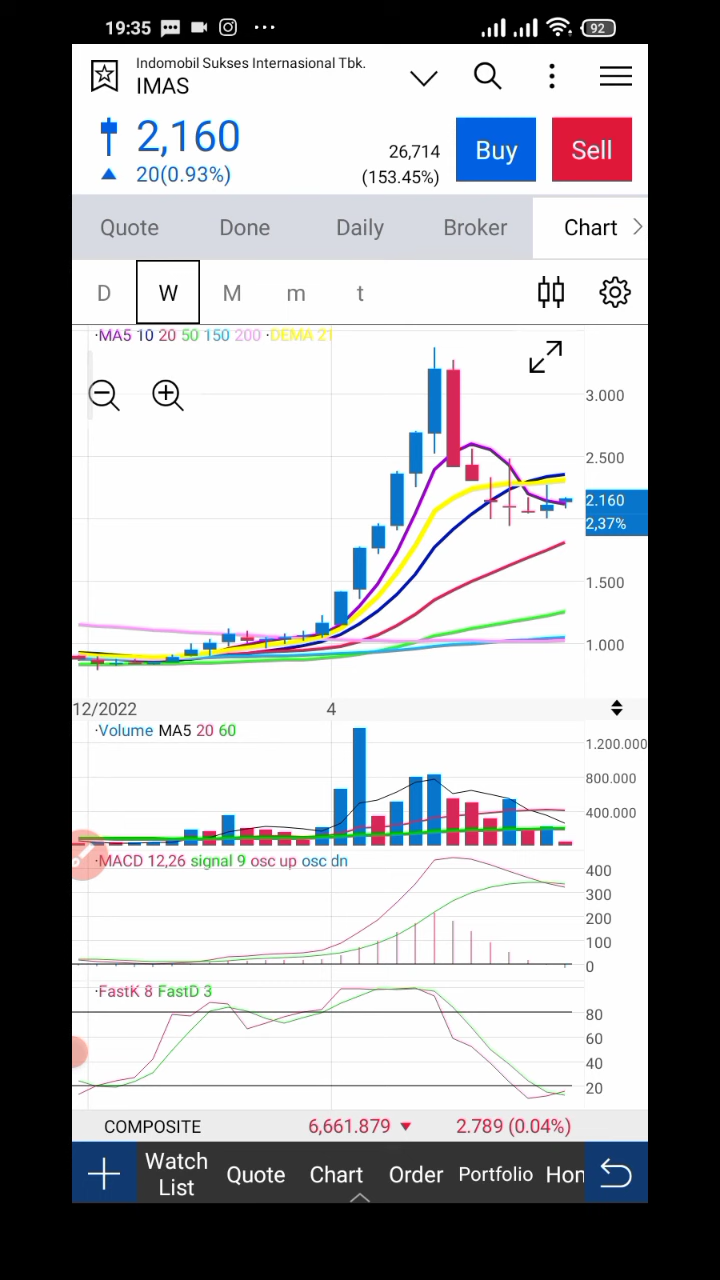 19:35 ... 92
Indomobil Sukses Internasional Tbk.
IMAS
2,160
20(0.93%)
26,714
(153.45%)
Buy
Sell
Quote Done Daily Broker Chart
D W M m t
·MA5 10 20 50 150 200 ·DEMA 21
3.000
2.500
2.160
2,37%
1.500
1.000
12/2022 4
·Volume MA5 20 60
1.200.000
800.000
400.000
·MACD 12,26 signal 9 osc up osc dn
400
300
200
100
0
·FastK 8 FastD 3
80
60
40
20
COMPOSITE 6,661.879 2.789 (0.04%)
Watch List Quote Chart Order Portfolio Hon